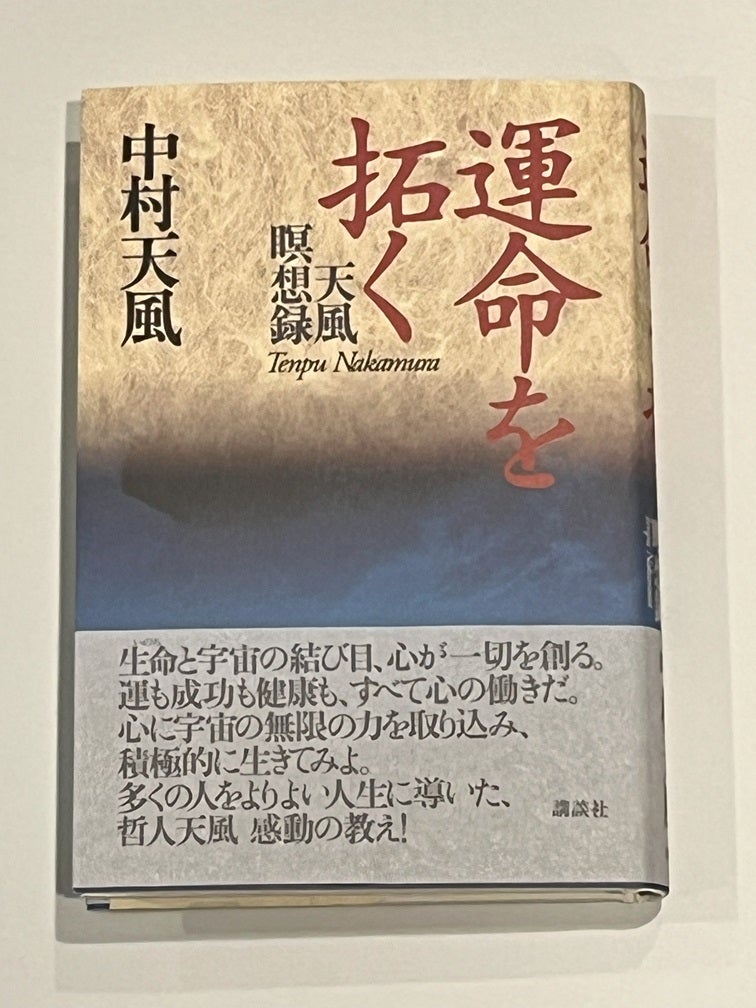 運命を
拓く
天風
瞑想録
Tenpu Nakamura
中村天風
いのち
生命と宇宙の結び目、心が一切を創る。
運も成功も健康も、すべて心の働きだ。
心に宇宙の無限の力を取り込み、
積極的に生きてみよ。
多くの人をよりよい人生に導いた、
哲人天風 感動の教え!
講談社